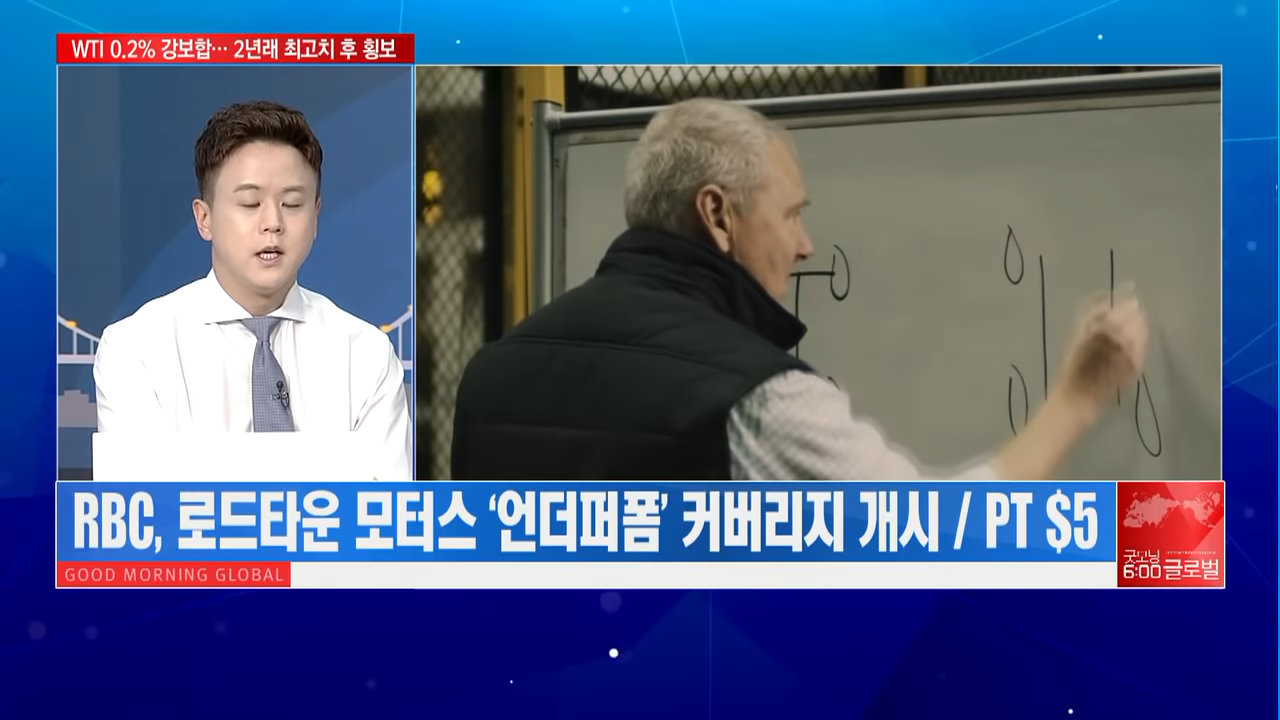 WTI 0.2% 강보합… 2년래 최고치 후 횡보
RBC, 로드타운 모터스 ‘언더퍼폼’ 커버리지 개시 / PT $5
GOOD MORNING GLOBAL
굿모닝
6:00 글로벌